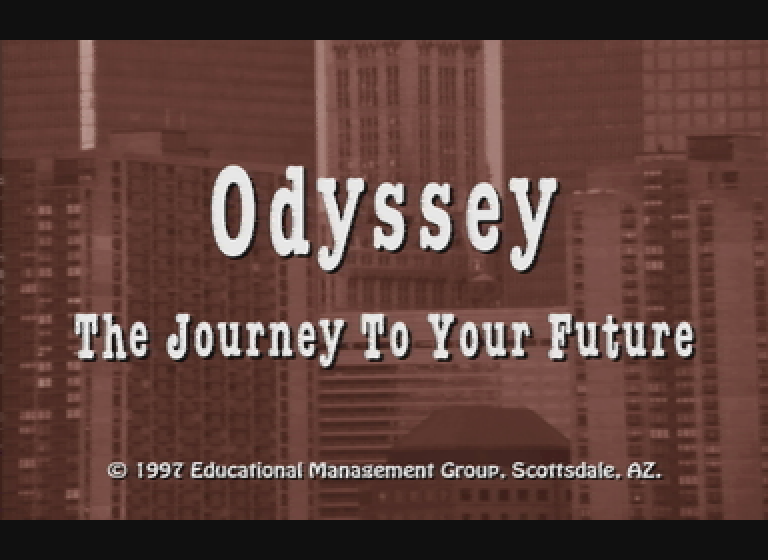 Odyssey
The Journey To Your Future
© 1997 Educational Management Group, Scottsdale, AZ.